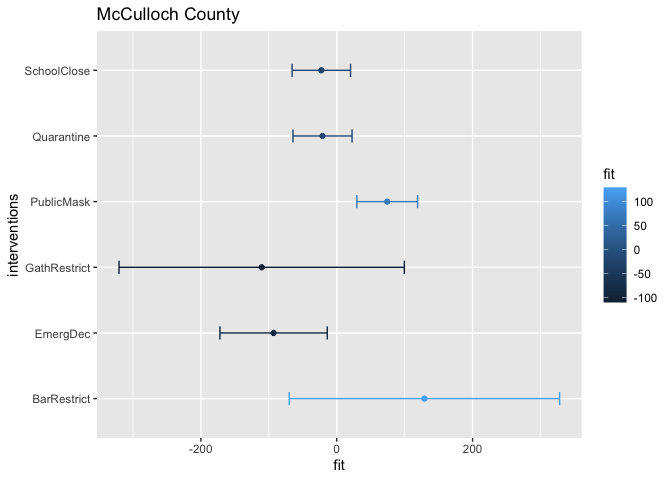 McCulloch County
SchoolClose
Quarantine
PublicMask
GathRestrict
EmergDec
BarRestrict
interventions
-200
0
200
fit
fit
100
50
0
-50
-100